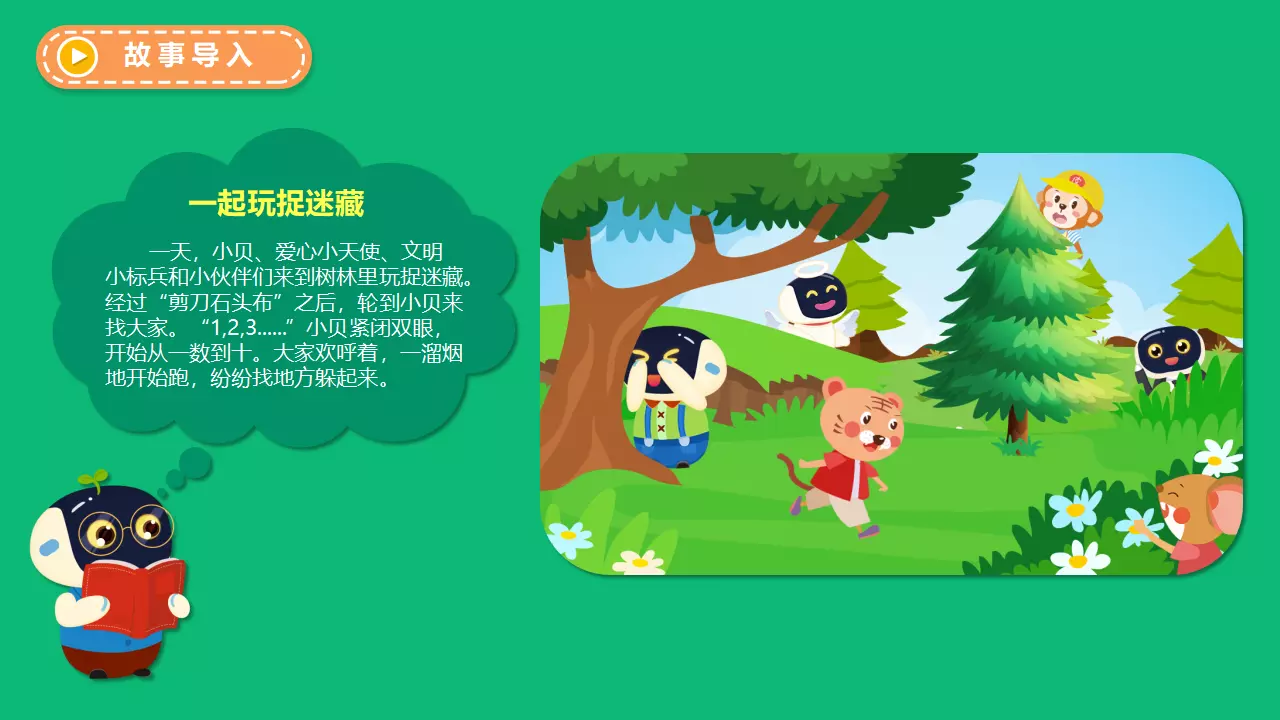 故事导入
一起玩捉迷藏
一天，小贝、爱心小天使、文明
小标兵和小伙伴们来到树林里玩捉迷藏。
经过“剪刀石头布”之后，轮到小贝来
找大家。“1,2,3......”小贝紧闭双眼，
开始从一数到十。大家欢呼着，一溜烟
地开始跑，纷纷找地方躲起来。